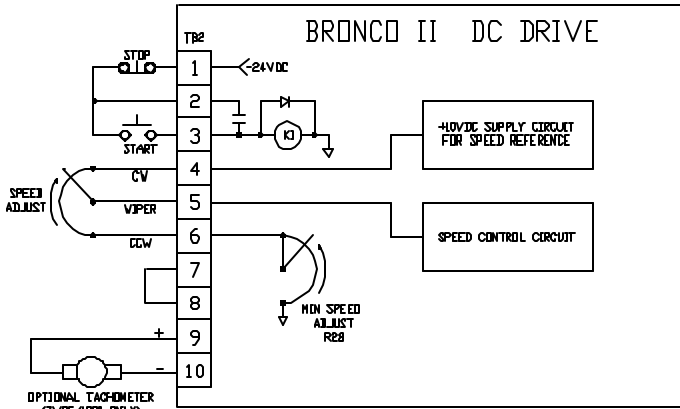 BRONCO II DC DRIVE
TB2
STOP
1
-24VDC
2
3
K1
START
+10VDC SUPPLY CIRCUIT
FOR SPEED REFERENCE
4
CW
SPEED
ADJUST
5
WIPER
6
CCW
SPEED CONTROL CIRCUIT
7
8
MIN SPEED
ADJUST
R28
+
9
-
10
OPTIONAL TACHOMETER